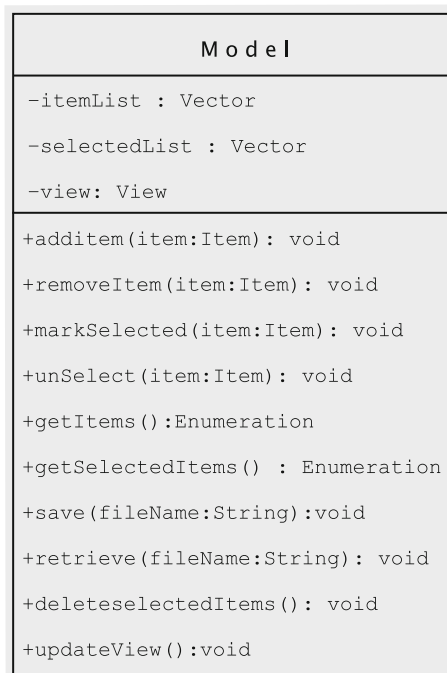 Model
-itemList : Vector
-selectedList : Vector
-view: View
+additem(item:Item): void
+removeItem(item:Item): void
+markSelected(item:Item): void
+unSelect(item:Item): void
+getItems():Enumeration
+getSelectedItems() : Enumeration
+save(fileName:String):void
+retrieve(fileName:String): void
+deleteselectedItems(): void
+updateView():void